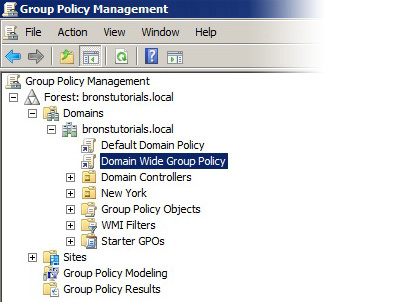 Group Policy Management
File Action View Window Help
Group Policy Management
Forest: bronstutorials.local
Domains
bronstutorials.local
Default Domain Policy
Domain Wide Group Policy
Domain Controllers
New York
Group Policy Objects
WMI Filters
Starter GPOs
Sites
Group Policy Modeling
Group Policy Results